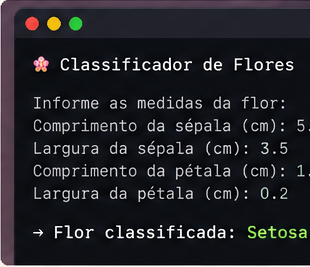 🌸 Classificador de Flores
Informe as medidas da flor:
Comprimento da sépala (cm): 5.
Largura da sépala (cm): 3.5
Comprimento da pétala (cm): 1.
Largura da pétala (cm): 0.2
→ Flor classificada: Setosa